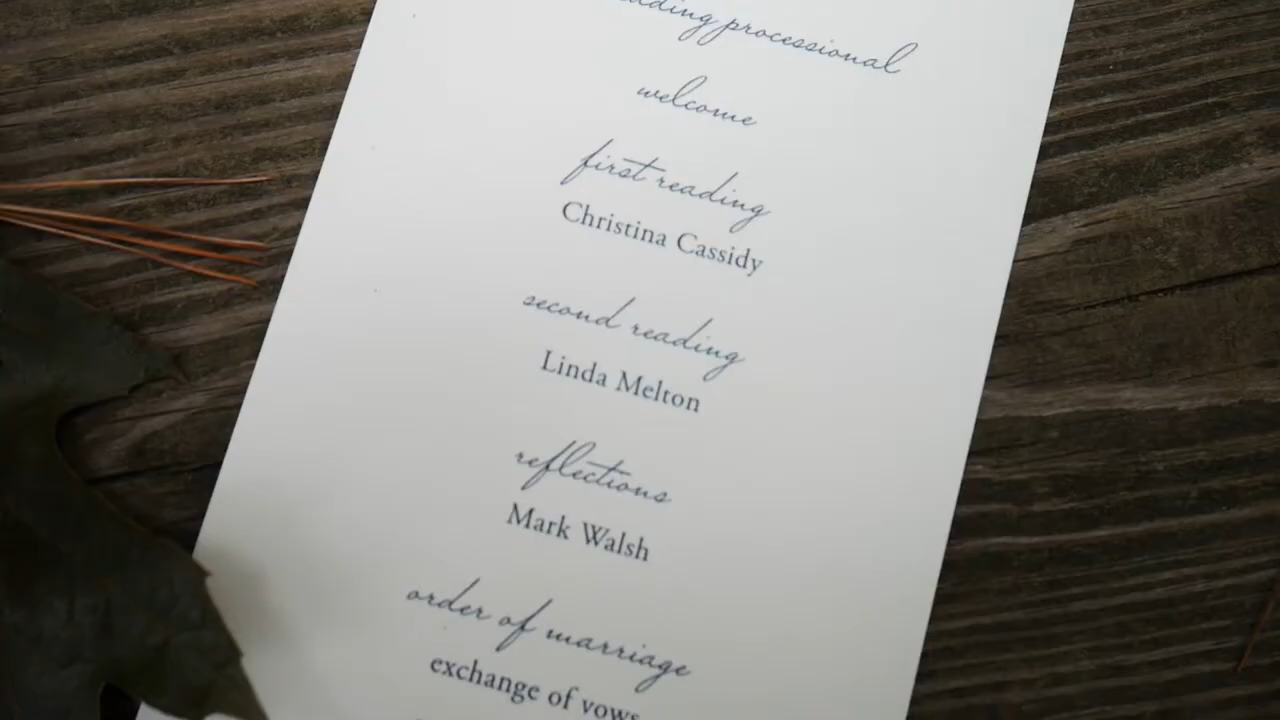 processional
welcome
first reading
Christina Cassidy
second reading
Linda Melton
reflections
Mark Walsh
order of marriage
exchange of vows